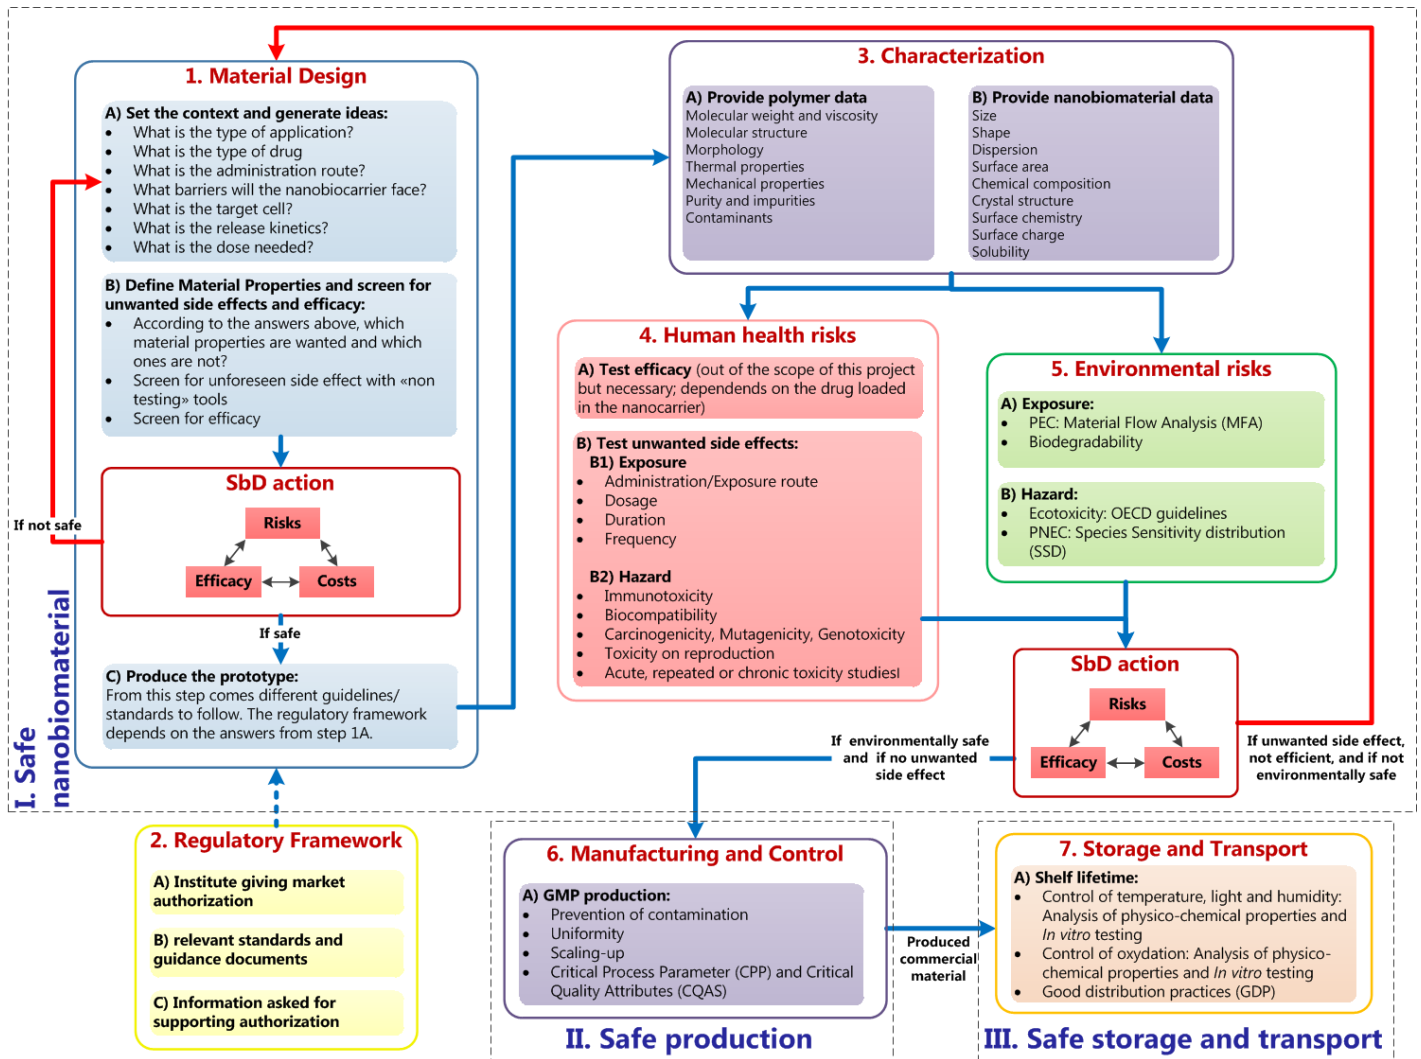 1. Material Design
A) Set the context and generate ideas:
• What is the type of application?
• What is the type of drug
• What is the administration route?
• What barriers will the nanobiocarrier face?
• What is the target cell?
• What is the release kinetics?
• What is the dose needed?
B) Define Material Properties and screen for
unwanted side effects and efficacy:
• According to the answers above, which
material properties are wanted and which
ones are not?
• Screen for unforeseen side effect with «non
testing» tools
• Screen for efficacy
SbD action
Risks
Efficacy
Costs
If not safe
If safe
C) Produce the prototype:
From this step comes different guidelines/
standards to follow. The regulatory framework
depends on the answers from step 1A.
I. Safe
nanobiomaterial
2. Regulatory Framework
A) Institute giving market
authorization
B) relevant standards and
guidance documents
C) Information asked for
supporting authorization
3. Characterization
A) Provide polymer data
Molecular weight and viscosity
Molecular structure
Morphology
Thermal properties
Mechanical properties
Purity and impurities
Contaminants
B) Provide nanobiomaterial data
Size
Shape
Dispersion
Surface area
Chemical composition
Crystal structure
Surface chemistry
Surface charge
Solubility
4. Human health risks
A) Test efficacy (out of the scope of this project
but necessary; dependends on the drug loaded
in the nanocarrier)
B) Test unwanted side effects:
B1) Exposure
• Administration/Exposure route
• Dosage
• Duration
• Frequency
B2) Hazard
• Immunotoxicity
• Biocompatibility
• Carcinogenicity, Mutagenicity, Genotoxicity
• Toxicity on reproduction
• Acute, repeated or chronic toxicity studiesl
5. Environmental risks
A) Exposure:
• PEC: Material Flow Analysis (MFA)
• Biodegradability
B) Hazard:
• Ecotoxicity: OECD guidelines
• PNEC: Species Sensitivity distribution
(SSD)
SbD action
Risks
Efficacy
Costs
If environmentally safe
and if no unwanted
side effect
If unwanted side effect,
not efficient, and if not
environmentally safe
6. Manufacturing and Control
A) GMP production:
• Prevention of contamination
• Uniformity
• Scaling-up
• Critical Process Parameter (CPP) and Critical
Quality Attributes (CQAS)
II. Safe production
Produced
commercial
material
7. Storage and Transport
A) Shelf lifetime:
• Control of temperature, light and humidity:
Analysis of physico-chemical properties and
In vitro testing
• Control of oxydation: Analysis of physico-
chemical properties and In vitro testing
• Good distribution practices (GDP)
III. Safe storage and transport